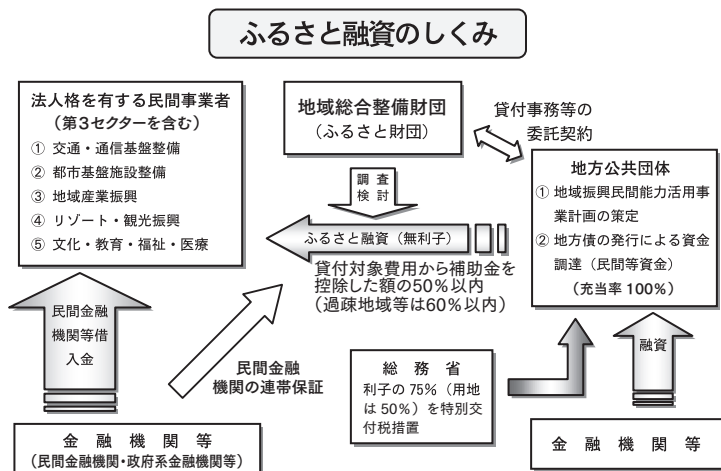 ふるさと融資のしくみ
法人格を有する民間事業者
（第3セクターを含む）
① 交通・通信基盤整備
② 都市基盤施設整備
③ 地域産業振興
④ リゾート・観光振興
⑤ 文化・教育・福祉・医療
地域総合整備財団
（ふるさと財団）
貸付事務等の
委託契約
調査
検討
地方公共団体
① 地域振興民間能力活用事
業計画の策定
② 地方債の発行による資金
調達（民間等資金）
（充当率 100％）
ふるさと融資（無利子）
貸付対象費用から補助金を
控除した額の50％以内
（過疎地域等は60％以内）
民間金融
機関等借
入金
民間金融
機関の連帯保証
総務省
利子の 75％（用地
は 50％）を特別交
付税措置
融資
金融機関等
（民間金融機関・政府系金融機関等）
金融機関等